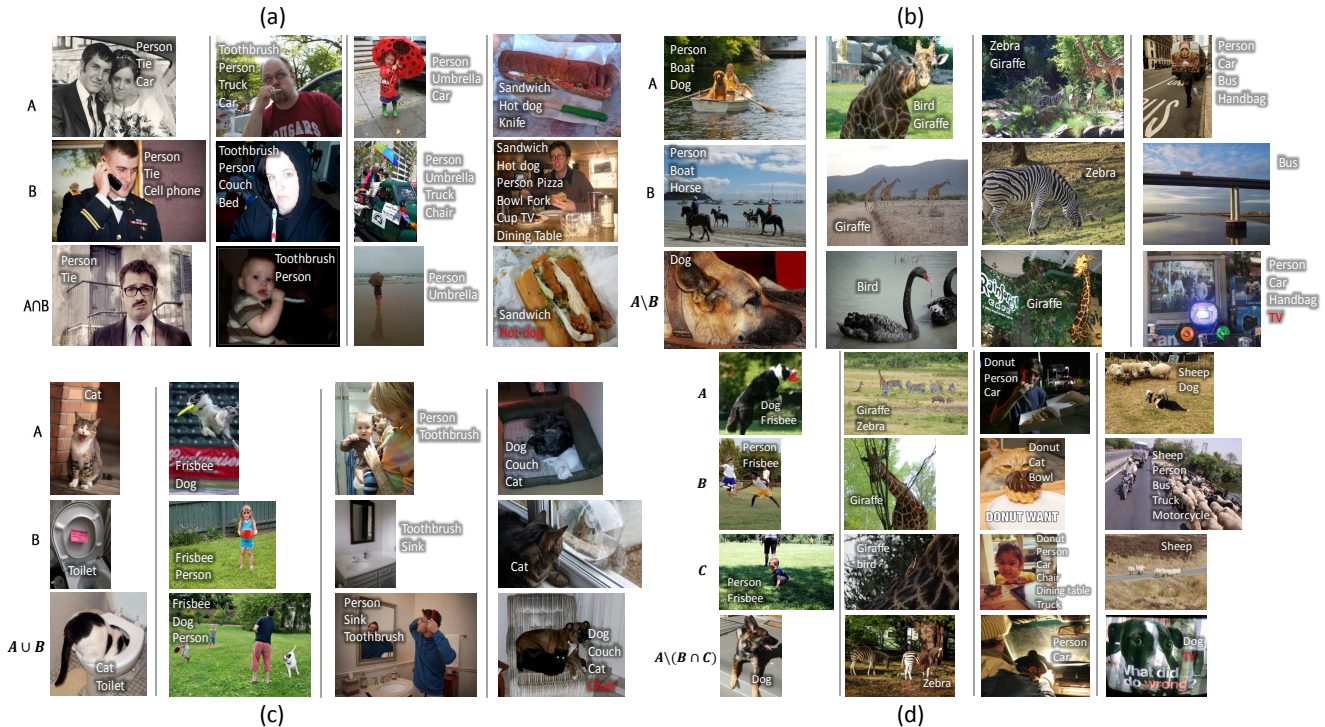 (a)
(b)
A
Person
Tie
Car
Toothbrush
Person
Truck
Car
COUGARS
Person
Umbrella
Car
Sandwich
Hot dog
Knife
B
Person
Tie
Cell phone
Toothbrush
Person
Couch
Bed
Person
Umbrella
Truck
Chair
Sandwich
Hot dog
Person Pizza
Bowl Fork
Cup TV
Dining Table
A∩B
Person
Tie
Toothbrush
Person
Person
Umbrella
Sandwich
Hot dog
A
Person
Boat
Dog
Bird
Giraffe
Zebra
Giraffe
Person
Car
Bus
Handbag
BUS
B
Person
Boat
Horse
Giraffe
Zebra
Bus
A\B
Dog
Bird
Giraffe
Person
Car
Handbag
TV
A
Cat
Frisbee
Dog
Budweiser
Person
Toothbrush
Dog
Couch
Cat
B
Toilet
Frisbee
Person
Toothbrush
Sink
Cat
A ∪ B
Cat
Toilet
Frisbee
Dog
Person
Person
Sink
Toothbrush
Dog
Couch
Cat
Chair
(c)
A
Dog
Frisbee
Giraffe
Zebra
Donut
Person
Car
Sheep
Dog
B
Person
Frisbee
Giraffe
Donut
Cat
Bowl
DONUT WANT
Sheep
Person
Bus
Truck
Motorcycle
C
Person
Frisbee
Giraffe
bird
Donut
Person
Car
Chair
Dining table
Truck
Sheep
A\(B ∩ C)
Dog
Zebra
Person
Car
Dog
TV
What did
do wrong?
(d)